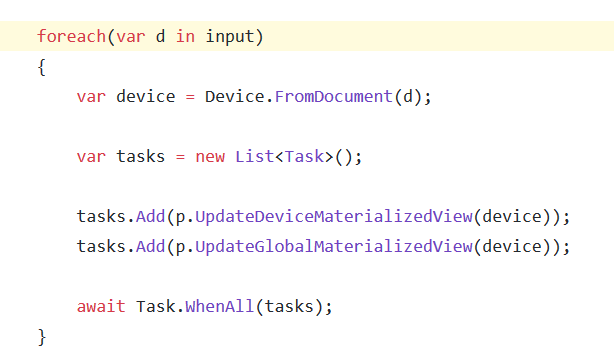 foreach(var d in input)
{
    var device = Device.FromDocument(d);
    var tasks = new List<Task>();
    tasks.Add(p.UpdateDeviceMaterializedView(device));
    tasks.Add(p.UpdateGlobalMaterializedView(device));
    await Task.WhenAll(tasks);
}